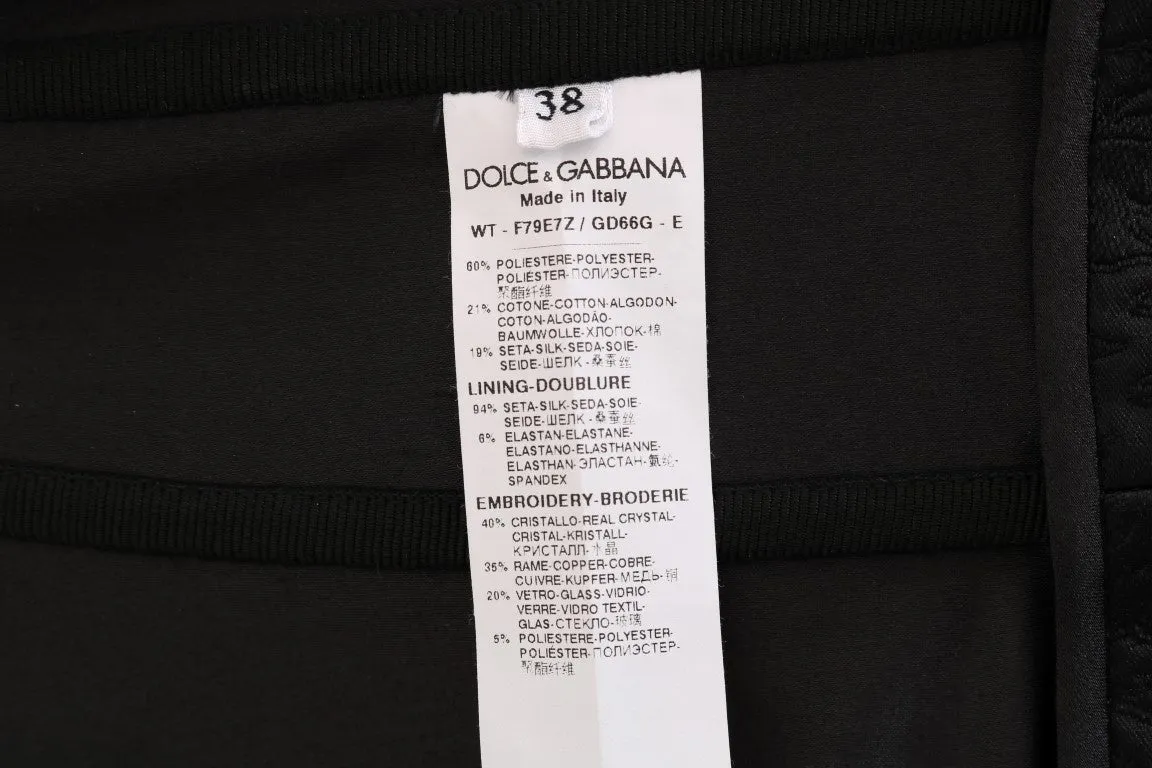 38
DOLCE & GABBANA
Made in Italy
WT - F79E7Z / GD66G - E
60% POLIESTERE-POLYESTER-
POLIÉSTER-ПОЛИЭСТЕР-
聚酯纤维
21% COTONE-COTTON-ALGODON-
COTON-ALGODÃO-
BAUMWOLLE-ХЛОПОК-棉
19% SETA-SILK-SEDA-SOIE-
SEIDE-ШЕЛК-桑蚕丝
LINING-DOUBLURE
94% SETA-SILK-SEDA-SOIE-
SEIDE-ШЕЛК-桑蚕丝
6% ELASTAN-ELASTANE-
ELASTANO-ELASTHANNE-
ELASTHAN-ЭЛАСТАН-氨纶-
SPANDEX
EMBROIDERY-BRODERIE
40% CRISTALLO-REAL CRYSTAL-
CRISTAL-KRISTALL-
КРИСТАЛЛ-水晶
35% RAME-COPPER-COBRE-
CUIVRE-KUPFER-МЕДЬ-铜
20% VETRO-GLASS-VIDRIO-
VERRE-VIDRO TEXTIL-
GLAS-СТЕКЛО-玻璃
5% POLIESTERE-POLYESTER-
POLIÉSTER-ПОЛИЭСТЕР-
聚酯纤维